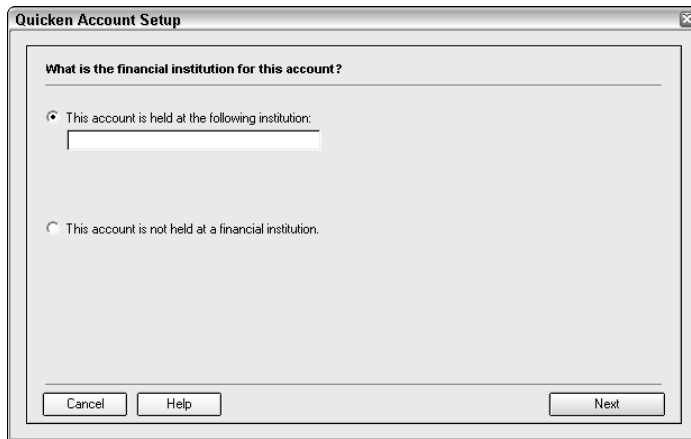 Quicken Account Setup
What is the financial institution for this account?
This account is held at the following institution:
This account is not held at a financial institution.
Cancel Help Next